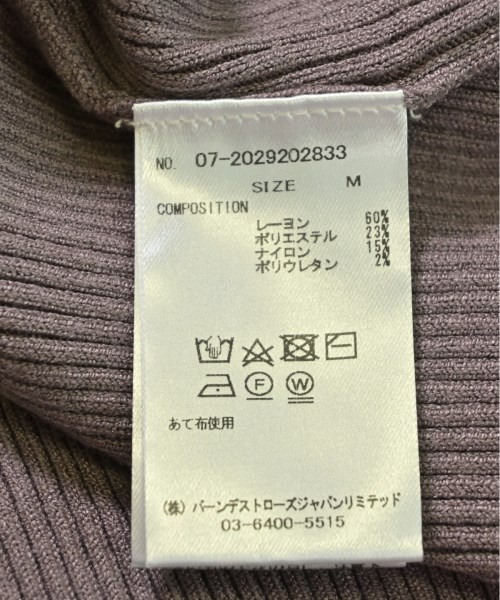 NO. 07-2029202833
SIZE M
COMPOSITION
レーヨン 60%
ポリエステル 23%
ナイロン 15%
ポリウレタン 2%
F W
あて布使用
(株) バーンデストローズジャパンリミテッド
03-6400-5515